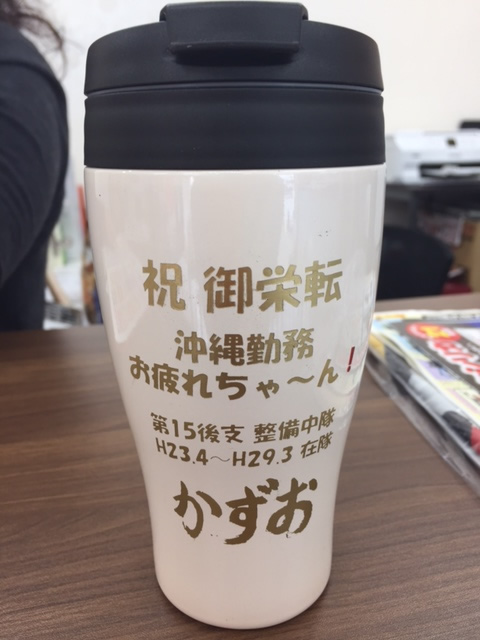 祝 御栄転
沖縄勤務
お疲れちゃ〜ん!
第15後支 整備中隊
H23.4〜H29.3 在隊
かずお